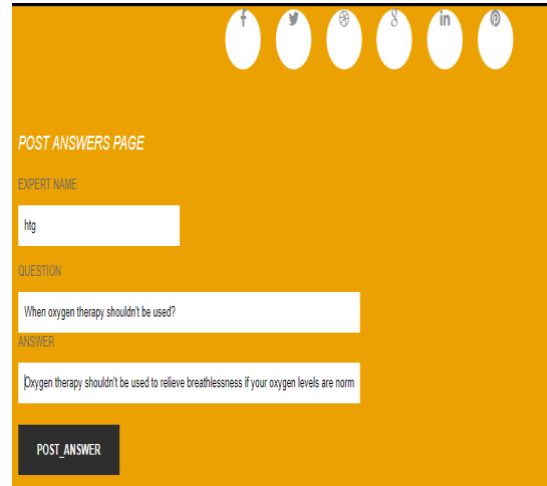 f in
POST ANSWERS PAGE
EXPERT NAME
htg
QUESTION
When oxygen therapy shouldn't be used?
ANSWER
Oxygen therapy shouldn't be used to relieve breathlessness if your oxygen levels are norm
POST_ANSWER